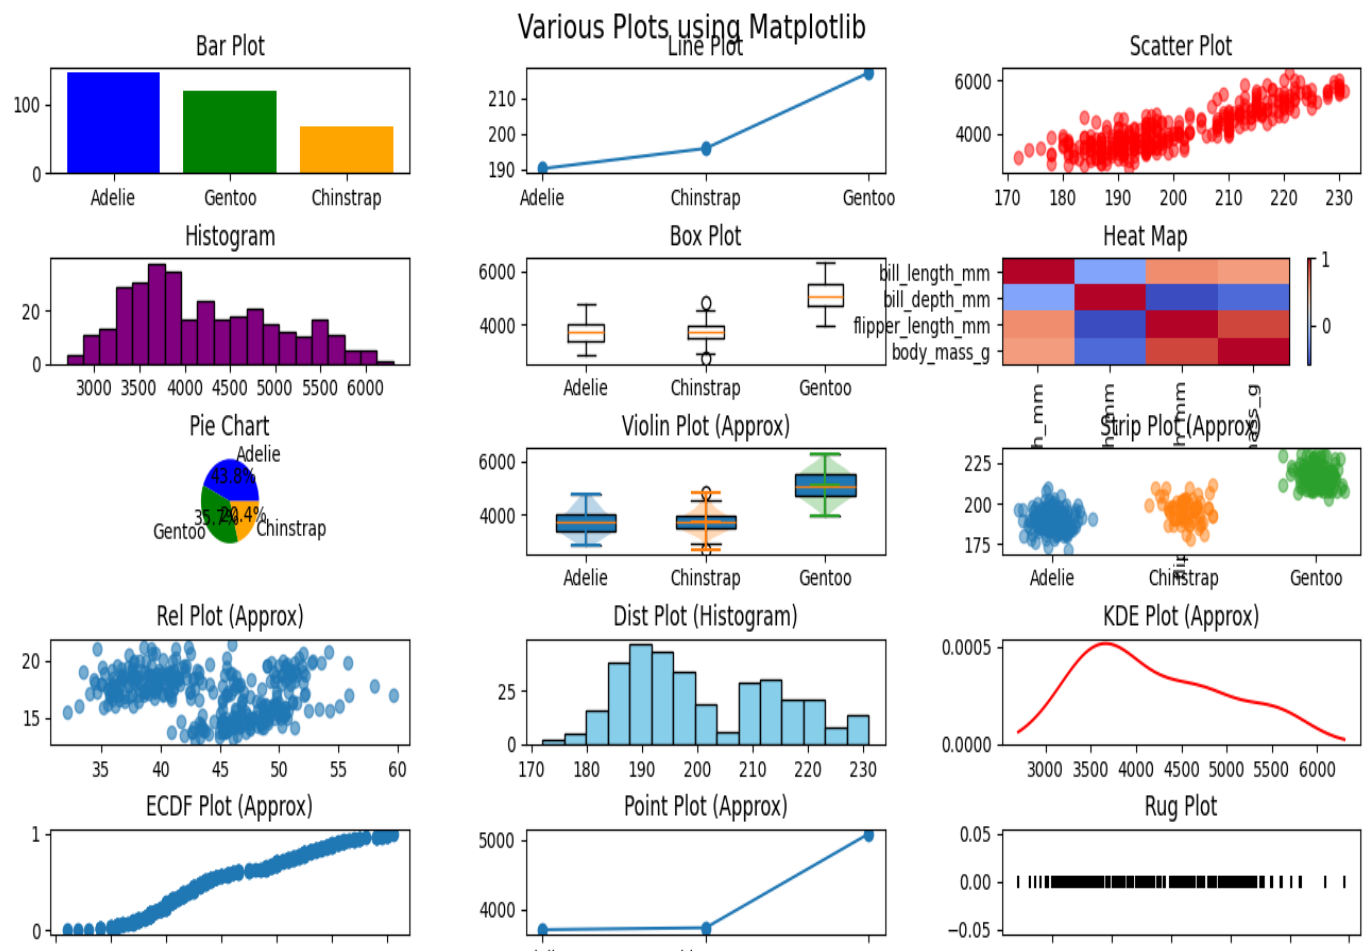 Various Plots using Matplotlib
Bar Plot
100
0
Adelie Gentoo Chinstrap
Line Plot
210
200
190
Adelie Chinstrap Gentoo
Scatter Plot
6000
4000
170 180 190 200 210 220 230
Histogram
20
0
3000 3500 4000 4500 5000 5500 6000
Box Plot
6000
4000
Adelie Chinstrap Gentoo
Heat Map
bill_length_mm
bill_depth_mm
flipper_length_mm
body_mass_g
1
0
h_mm
Pie Chart
Adelie
43.8%
Gentoo
20.4%
Chinstrap
Violin Plot (Approx)
6000
4000
Adelie Chinstrap Gentoo
Strip Plot (Approx)
225
200
175
Adelie Chinstrap Gentoo
Rel Plot (Approx)
20
15
35 40 45 50 55 60
Dist Plot (Histogram)
25
0
170 180 190 200 210 220 230
KDE Plot (Approx)
0.0005
0.0000
3000 3500 4000 4500 5000 5500 6000
ECDF Plot (Approx)
1
0
Point Plot (Approx)
5000
4000
Rug Plot
0.05
0.00
−0.05